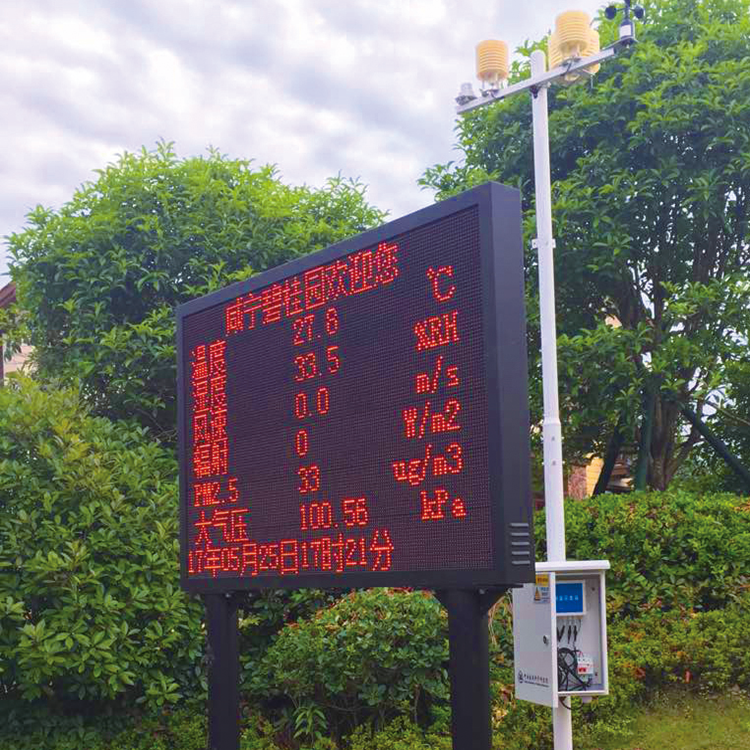 咸宁碧桂园欢迎您
温度 27.6 ℃
湿度 33.5 %RH
风速 0.0 m/s
辐射 0 W/m2
PM2.5 33 ug/m3
大气压 100.56 kPa
17年05月25日17时21分